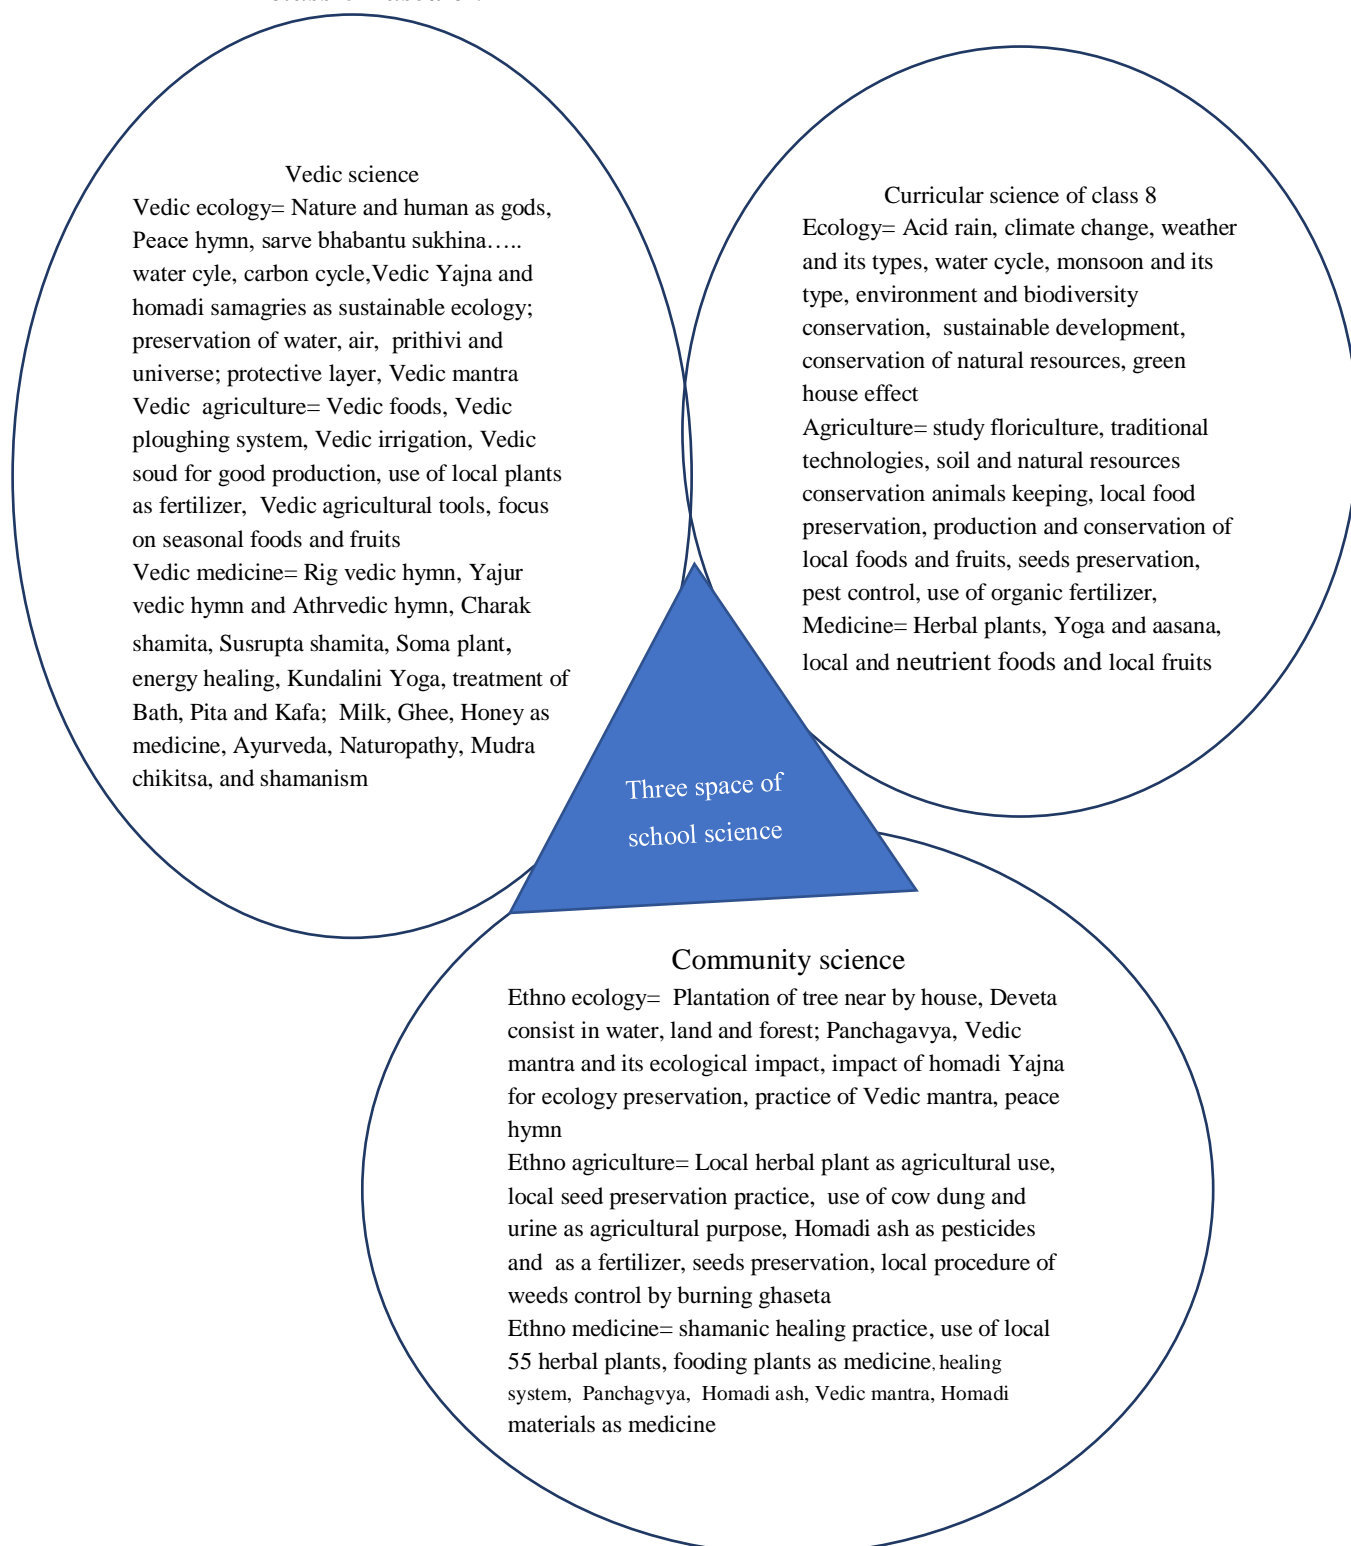 Vedic science
Vedic ecology= Nature and human as gods,
Peace hymn, sarve bhabantu sukhina…..
water cyle, carbon cycle,Vedic Yajna and
homadi samagries as sustainable ecology;
preservation of water, air, prithivi and
universe; protective layer, Vedic mantra
Vedic agriculture= Vedic foods, Vedic
ploughing system, Vedic irrigation, Vedic
soud for good production, use of local plants
as fertilizer, Vedic agricultural tools, focus
on seasonal foods and fruits
Vedic medicine= Rig vedic hymn, Yajur
vedic hymn and Athrvedic hymn, Charak
shamita, Susrupta shamita, Soma plant,
energy healing, Kundalini Yoga, treatment of
Bath, Pita and Kafa; Milk, Ghee, Honey as
medicine, Ayurveda, Naturopathy, Mudra
chikitsa, and shamanism
Curricular science of class 8
Ecology= Acid rain, climate change, weather
and its types, water cycle, monsoon and its
type, environment and biodiversity
conservation, sustainable development,
conservation of natural resources, green
house effect
Agriculture= study floriculture, traditional
technologies, soil and natural resources
conservation animals keeping, local food
preservation, production and conservation of
local foods and fruits, seeds preservation,
pest control, use of organic fertilizer,
Medicine= Herbal plants, Yoga and aasana,
local and neutrient foods and local fruits
Three space of
school science
Community science
Ethno ecology= Plantation of tree near by house, Deveta
consist in water, land and forest; Panchagavya, Vedic
mantra and its ecological impact, impact of homadi Yajna
for ecology preservation, practice of Vedic mantra, peace
hymn
Ethno agriculture= Local herbal plant as agricultural use,
local seed preservation practice, use of cow dung and
urine as agricultural purpose, Homadi ash as pesticides
and as a fertilizer, seeds preservation, local procedure of
weeds control by burning ghaseta
Ethno medicine= shamanic healing practice, use of local
55 herbal plants, fooding plants as medicine, healing
system, Panchagvya, Homadi ash, Vedic mantra, Homadi
materials as medicine